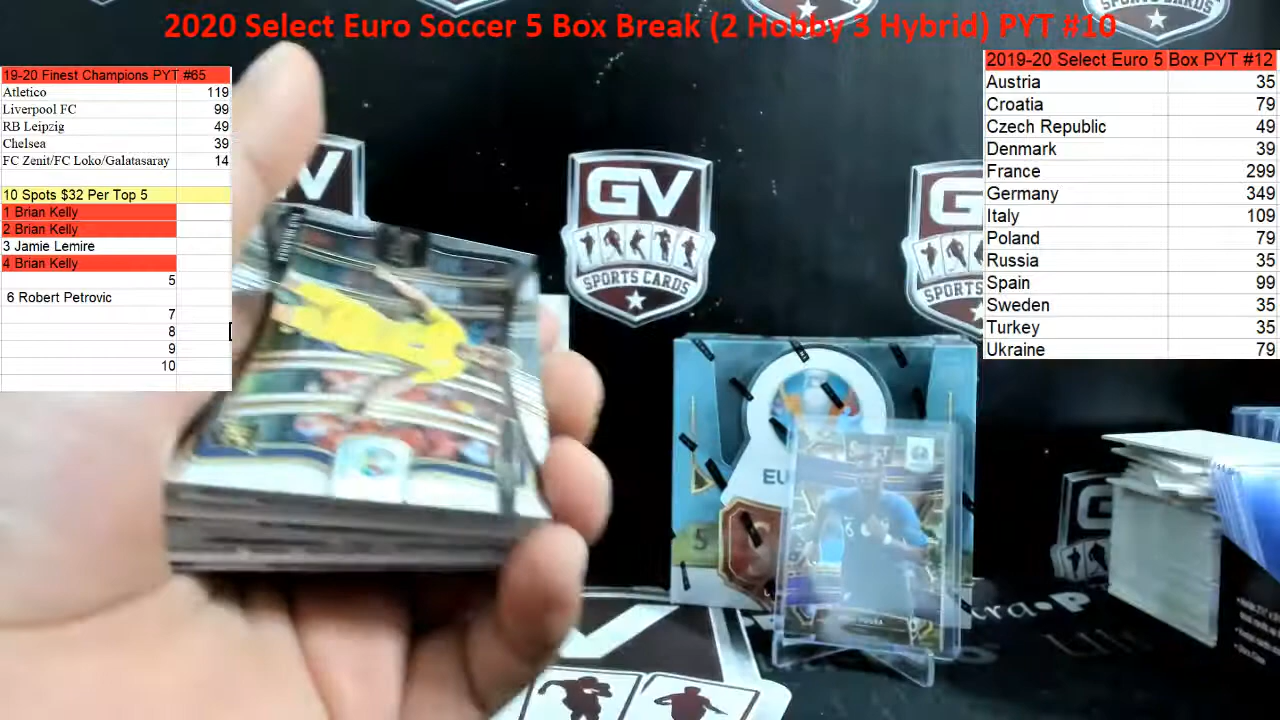 2020 Select Euro Soccer 5 Box Break (2 Hobby 3 Hybrid) PYT #10
19-20 Finest Champions PYT #65
Atletico 119
Liverpool FC 99
RB Leipzig 49
Chelsea 39
FC Zenit/FC Loko/Galatasaray 14
10 Spots $32 Per Top 5
1 Brian Kelly
2 Brian Kelly
3 Jamie Lemire
4 Brian Kelly
5
6 Robert Petrovic
7
8
9
10
2019-20 Select Euro 5 Box PYT #12
Austria 35
Croatia 79
Czech Republic 49
Denmark 39
France 299
Germany 349
Italy 109
Poland 79
Russia 35
Spain 99
Sweden 35
Turkey 35
Ukraine 79
SPORTS CARDS
GV
GV
SPORTS CARDS
G
SPORTS
EU
5
6